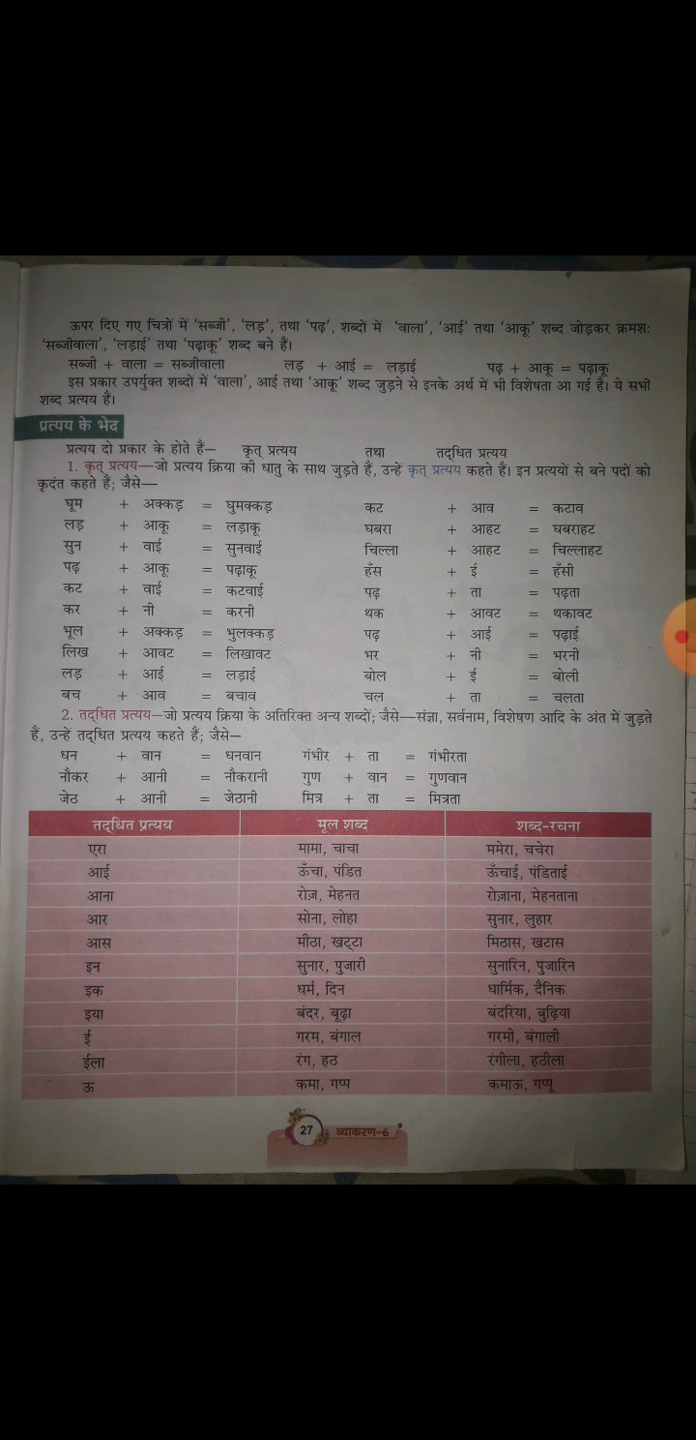 ऊपर दिए गए चित्रों में ‘सब्जी’, ‘लड़’, तथा ‘पढ़’, शब्दों में ‘वाला’, ‘आई’ तथा ‘आकू’ शब्द जोड़कर क्रमशः
‘सब्जीवाला’, ‘लड़ाई’ तथा ‘पढ़ाकू’ शब्द बने हैं।
सब्जी + वाला = सब्जीवाला लड़ + आई = लड़ाई पढ़ + आकू = पढ़ाकू
इस प्रकार उपर्युक्त शब्दों में ‘वाला’, आई तथा ‘आकू’ शब्द जुड़ने से इनके अर्थ में भी विशेषता आ गई है। ये सभी
शब्द प्रत्यय हैं।
प्रत्यय के भेद
प्रत्यय दो प्रकार के होते हैं— कृत् प्रत्यय तथा तद्धित प्रत्यय
1. कृत् प्रत्यय—जो प्रत्यय क्रिया की धातु के साथ जुड़ते हैं, उन्हें कृत् प्रत्यय कहते हैं। इन प्रत्ययों से बने पदों को
कृदंत कहते हैं; जैसे—
घूम + अक्कड़ = घुमक्कड़ कट + आव = कटाव
लड़ + आकू = लड़ाकू घबरा + आहट = घबराहट
सुन + वाई = सुनवाई चिल्ला + आहट = चिल्लाहट
पढ़ + आकू = पढ़ाकू हँस + ई = हँसी
कट + वाई = कटवाई पढ़ + ता = पढ़ता
कर + नी = करनी थक + आवट = थकावट
भूल + अक्कड़ = भुलक्कड़ पढ़ + आई = पढ़ाई
लिख + आवट = लिखावट भर + नी = भरनी
लड़ + आई = लड़ाई बोल + ई = बोली
बच + आव = बचाव चल + ता = चलता
2. तद्धित प्रत्यय—जो प्रत्यय क्रिया के अतिरिक्त अन्य शब्दों; जैसे—संज्ञा, सर्वनाम, विशेषण आदि के अंत में जुड़ते
हैं, उन्हें तद्धित प्रत्यय कहते हैं; जैसे—
धन + वान = धनवान गंभीर + ता = गंभीरता
नौकर + आनी = नौकरानी गुण + वान = गुणवान
जेठ + आनी = जेठानी मित्र + ता = मित्रता
तद्धित प्रत्यय मूल शब्द शब्द-रचना
एरा मामा, चाचा ममेरा, चचेरा
आई ऊँचा, पंडित ऊँचाई, पंडिताई
आना रोज़, मेहनत रोज़ाना, मेहनताना
आर सोना, लोहा सुनार, लुहार
आस मीठा, खट्टा मिठास, खटास
इन सुनार, पुजारी सुनारिन, पुजारिन
इक धर्म, दिन धार्मिक, दैनिक
इया बंदर, बूढ़ा बंदरिया, बुढ़िया
ई गरम, बंगाल गरमी, बंगाली
ईला रंग, हठ रंगीला, हठीला
ऊ कमा, गप्प कमाऊ, गप्पू
27 व्याकरण-6